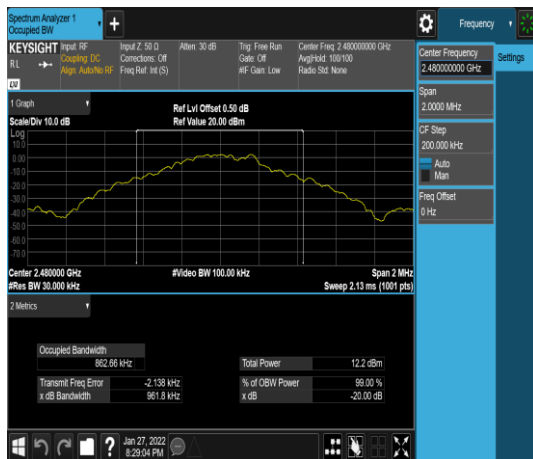 Spectrum Analyzer 1
Occupied BW
Frequency
KEYSIGHT
Input: RF
Input Z: 50 Ω
Atten: 30 dB
Trig: Free Run
Center Freq: 2.480000000 GHz
R L
Coupling: DC
Corrections: Off
Gate: Off
Avg|Hold: 100/100
Align: Auto/No RF
Freq Ref: Int (S)
#IF Gain: Low
Radio Std: None
LXI
Center Frequency
2.480000000 GHz
Settings
Span
2.0000 MHz
CF Step
200.000 kHz
Auto
Man
Freq Offset
0 Hz
1 Graph
Ref Lvl Offset 0.50 dB
Scale/Div 10.0 dB
Ref Value 20.00 dBm
Log
10.0
0.00
-10.0
-20.0
-30.0
-40.0
-50.0
-60.0
-70.0
Center 2.480000 GHz
#Video BW 100.00 kHz
Span 2 MHz
#Res BW 30.000 kHz
Sweep 2.13 ms (1001 pts)
2 Metrics
Occupied Bandwidth
862.66 kHz
Total Power
12.2 dBm
Transmit Freq Error
-2.138 kHz
% of OBW Power
99.00 %
x dB Bandwidth
961.8 kHz
x dB
-20.00 dB
Jan 27, 2022
8:29:04 PM